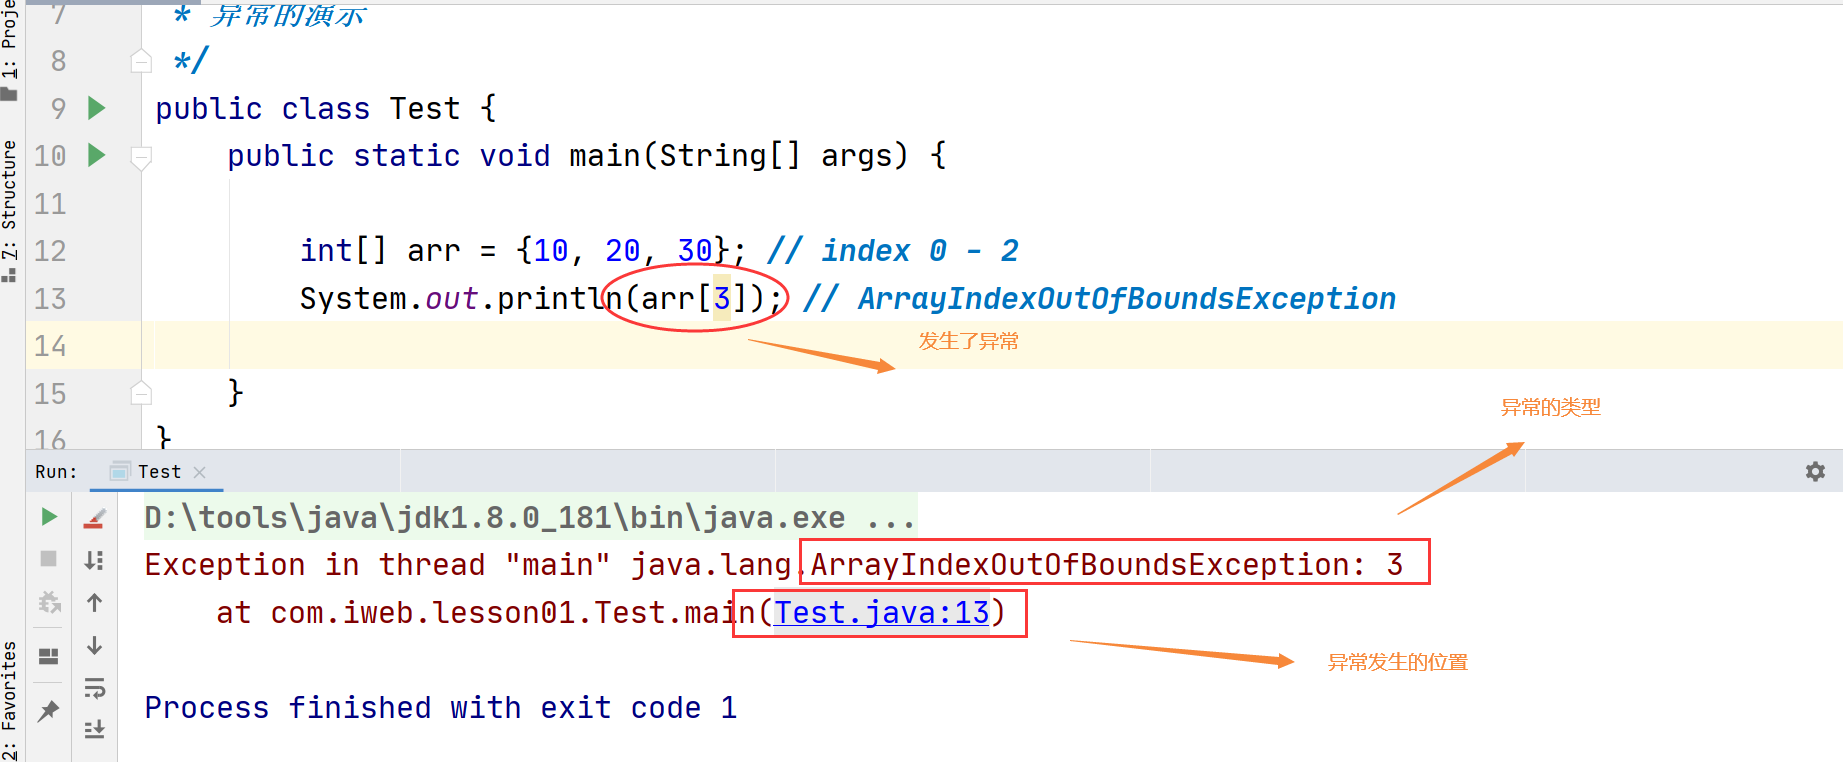 1: Proje
7: Structure
2: Favorites
7 * 异常的演示
8 */
9 public class Test {
10 public static void main(String[] args) {
11
12 int[] arr = {10, 20, 30}; // index 0 - 2
13 System.out.println(arr[3]); // ArrayIndexOutOfBoundsException
发生了异常
14
15 }
异常的类型
16 }
Run: Test
D:\tools\java\jdk1.8.0_181\bin\java.exe ...
Exception in thread "main" java.lang.ArrayIndexOutOfBoundsException: 3
at com.iweb.lesson01.Test.main(Test.java:13)
异常发生的位置
Process finished with exit code 1